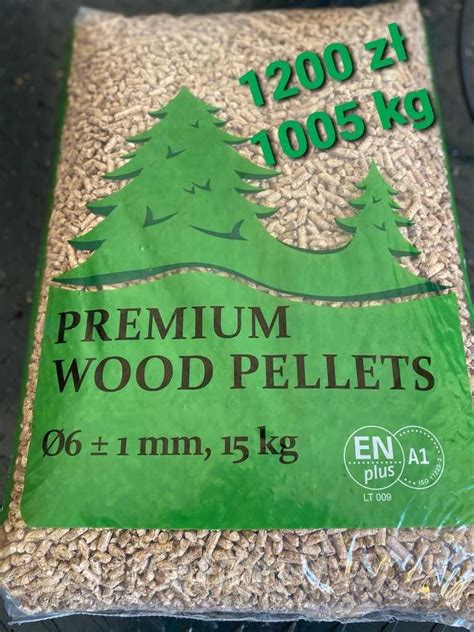 1200 zł
1005 kg
PREMIUM
WOOD PELLETS
Ø6 ± 1 mm, 15 kg
EN
plus
A1
LT 009